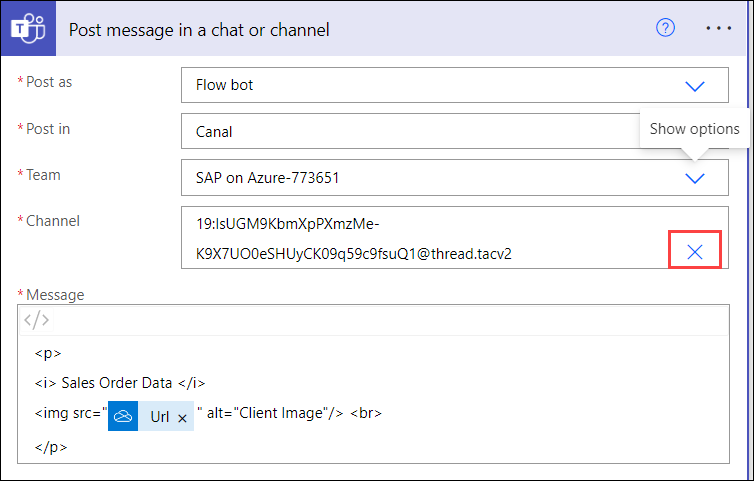 Post message in a chat or channel
* Post as
Flow bot
* Post in
Canal
Show options
* Team
SAP on Azure-773651
* Channel
19:lsUGM9KbmXpPXmzMe-
K9X7UO0eSHUyCK09q59c9fsuQ1@thread.tacv2
* Message
</>
<p>
<i> Sales Order Data </i>
<img src="Url × " alt="Client Image"/> <br>
</p>